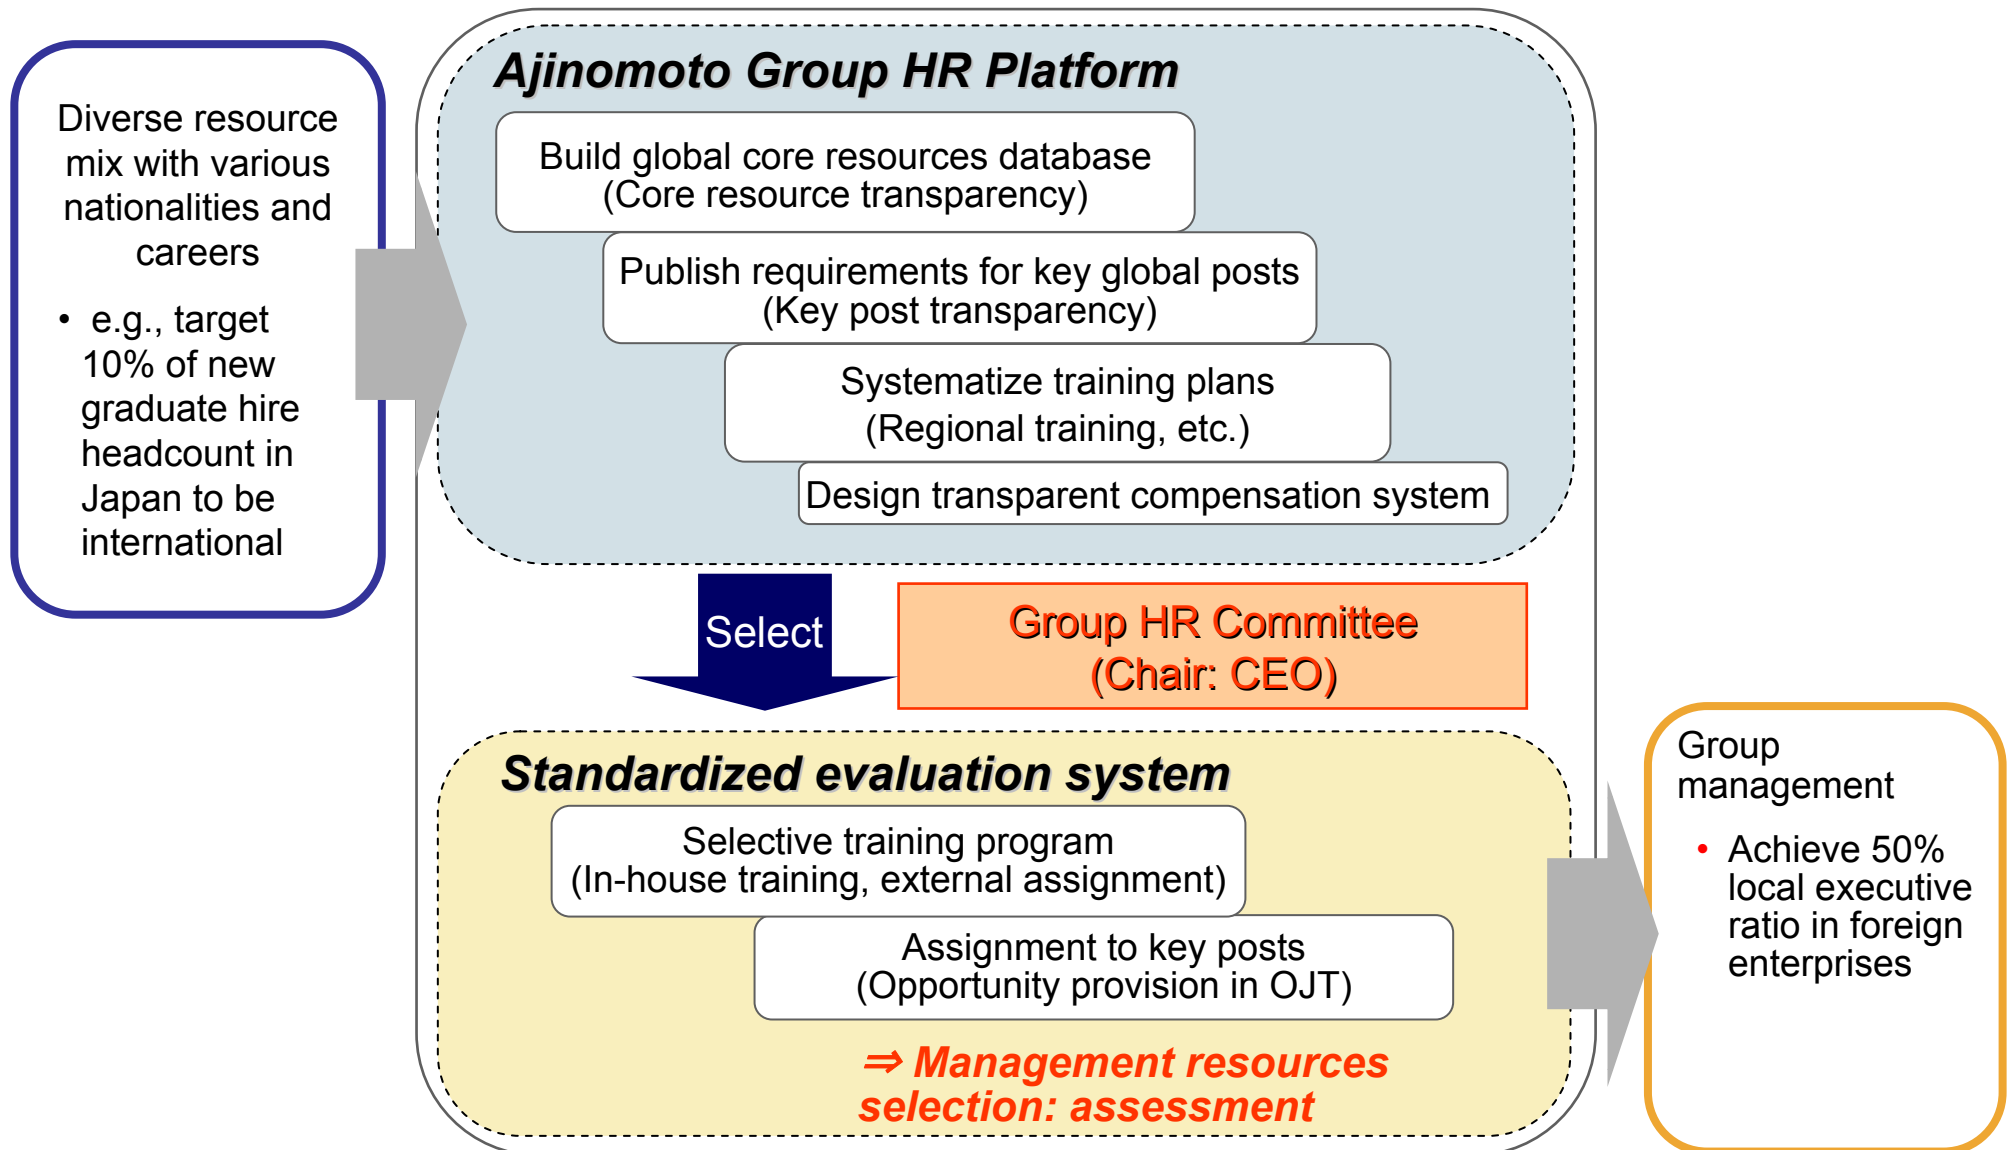 Diverse resource
mix with various
nationalities and
careers
• e.g., target
10% of new
graduate hire
headcount in
Japan to be
international
Ajinomoto Group HR Platform
Build global core resources database
(Core resource transparency)
Publish requirements for key global posts
(Key post transparency)
Systematize training plans
(Regional training, etc.)
Design transparent compensation system
Select
Group HR Committee
(Chair: CEO)
Standardized evaluation system
Selective training program
(In-house training, external assignment)
Assignment to key posts
(Opportunity provision in OJT)
⇒ Management resources
selection: assessment
Group
management
• Achieve 50%
local executive
ratio in foreign
enterprises